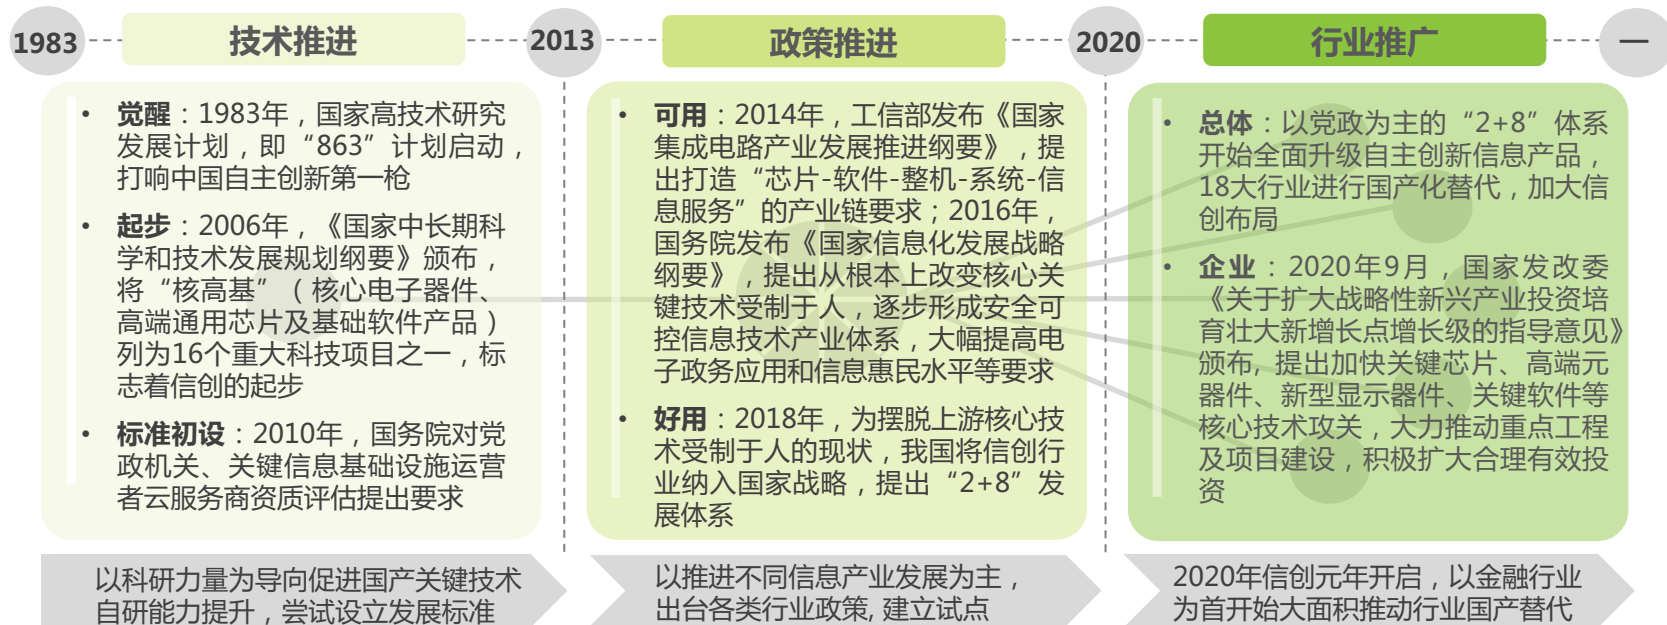 1983
技术推进
2013
政策推进
2020
行业推广
—
• 觉醒：1983年，国家高技术研究
发展计划，即“863”计划启动，
打响中国自主创新第一枪
• 起步：2006年，《国家中长期科
学和技术发展规划纲要》颁布，
将“核高基”（核心电子器件、
高端通用芯片及基础软件产品）
列为16个重大科技项目之一，标
志着信创的起步
• 标准初设：2010年，国务院对党
政机关、关键信息基础设施运营
者云服务商资质评估提出要求
• 可用：2014年，工信部发布《国家
集成电路产业发展推进纲要》，提
出打造“芯片-软件-整机-系统-信
息服务”的产业链要求；2016年，
国务院发布《国家信息化发展战略
纲要》，提出从根本上改变核心关
键技术受制于人，逐步形成安全可
控信息技术产业体系，大幅提高电
子政务应用和信息惠民水平等要求
• 好用：2018年，为摆脱上游核心技
术受制于人的现状，我国将信创行
业纳入国家战略，提出“2+8”发
展体系
• 总体：以党政为主的“2+8”体系
开始全面升级自主创新信息产品，
18大行业进行国产化替代，加大信
创布局
• 企业：2020年9月，国家发改委
《关于扩大战略性新兴产业投资培
育壮大新增长点增长级的指导意见》
颁布, 提出加快关键芯片、高端元
器件、新型显示器件、关键软件等
核心技术攻关，大力推动重点工程
及项目建设，积极扩大合理有效投
资
以科研力量为导向促进国产关键技术
自研能力提升，尝试设立发展标准
以推进不同信息产业发展为主，
出台各类行业政策, 建立试点
2020年信创元年开启，以金融行业
为首开始大面积推动行业国产替代